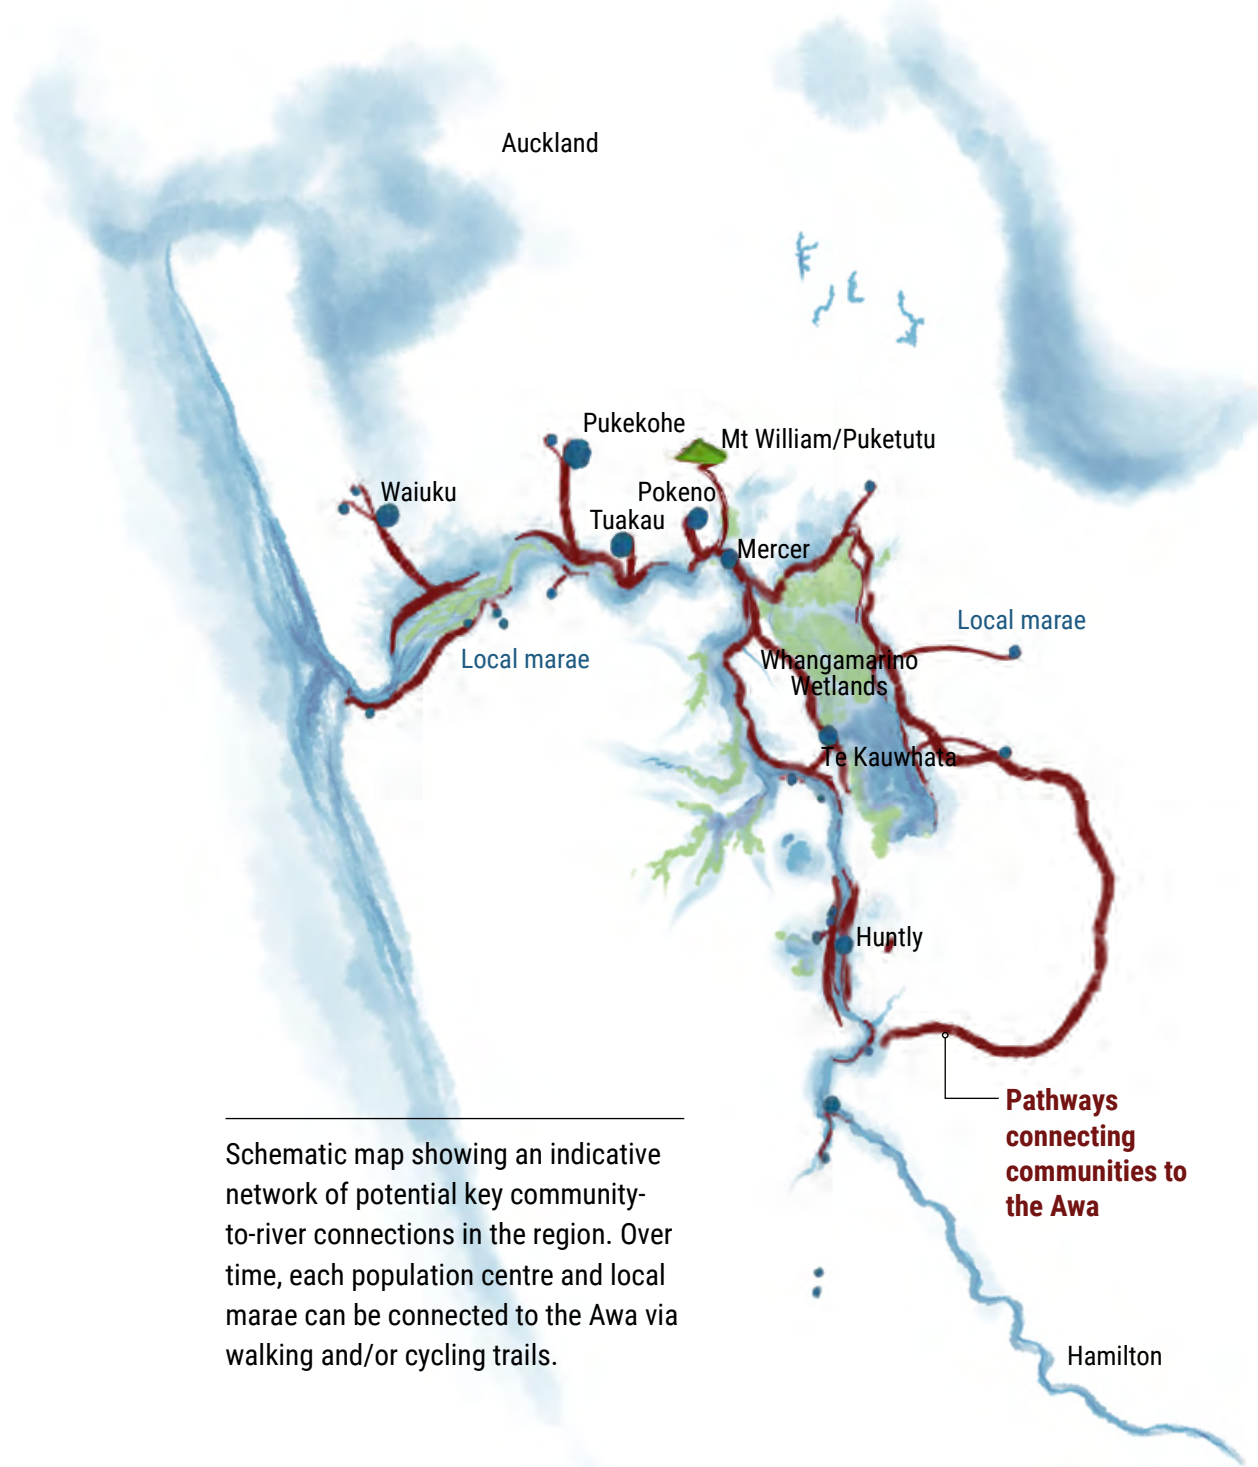 Auckland
Pukekohe
Mt William/Puketutu
Waiuku
Pokeno
Tuakau
Mercer
Local marae
Local marae
Whangamarino
Wetlands
Te Kauwhata
Huntly
Pathways
connecting
communities to
the Awa
Schematic map showing an indicative
network of potential key community-
to-river connections in the region. Over
time, each population centre and local
marae can be connected to the Awa via
walking and/or cycling trails.
Hamilton